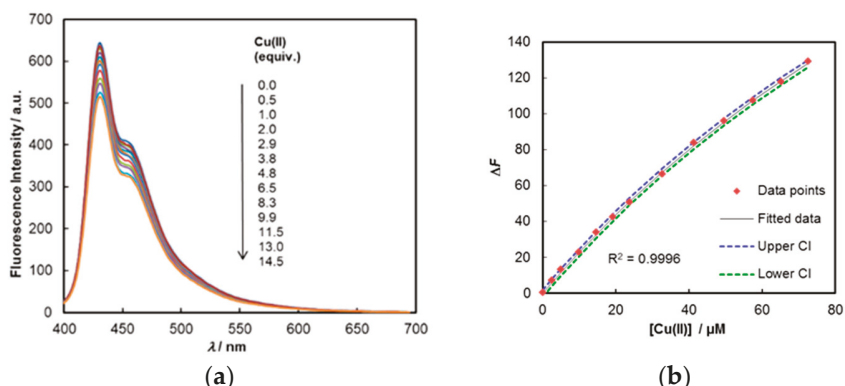 700
600
500
400
300
200
100
0
Fluorescence Intensity / a.u.
400 450 500 550 600 650 700
λ / nm
Cu(II)
(equiv.)
0.0
0.5
1.0
2.0
2.9
3.8
4.8
6.5
8.3
9.9
11.5
13.0
14.5
(a)
140
120
100
80
60
40
20
0
ΔF
0 20 40 60 80
[Cu(II)] / μM
Data points
Fitted data
Upper CI
Lower CI
R² = 0.9996
(b)